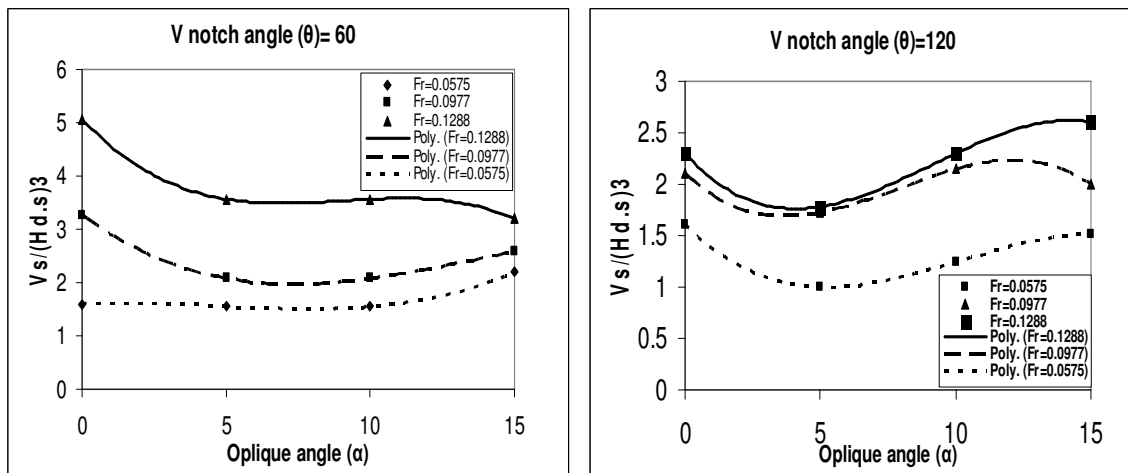 V notch angle (θ)= 60
6
5
4
3
2
1
0
Vs/(Hd.s)3
Fr=0.0575
Fr=0.0977
Fr=0.1288
Poly. (Fr=0.1288)
Poly. (Fr=0.0977)
Poly. (Fr=0.0575)
0 5 10 15
Oplique angle (α)
V notch angle (θ)=120
3
2.5
2
1.5
1
0.5
0
Vs/(Hd.s)3
Fr=0.0575
Fr=0.0977
Fr=0.1288
Poly. (Fr=0.1288)
Poly. (Fr=0.0977)
Poly. (Fr=0.0575)
0 5 10 15
Oplique angle (α)